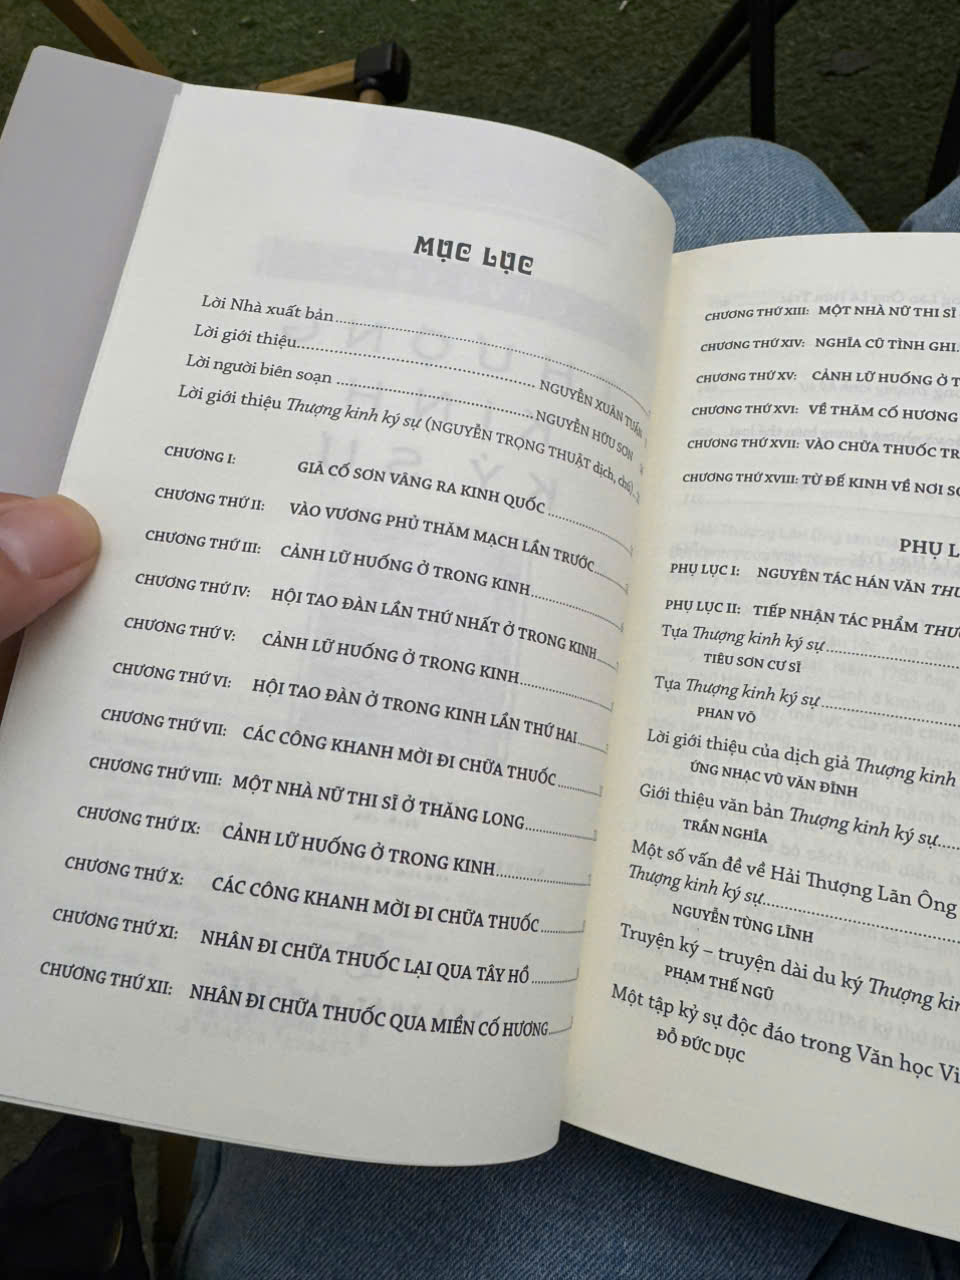 MỤC LỤC
Lời Nhà xuất bản
Lời giới thiệu NGUYỄN XUÂN TUẤN
Lời người biên soạn NGUYỄN HỮU SƠN
Lời giới thiệu Thượng kinh ký sự (NGUYỄN TRỌNG THUẬT dịch, chú)
CHƯƠNG I: GIÃ CỐ SƠN VÂNG RA KINH QUỐC
CHƯƠNG THỨ II: VÀO VƯƠNG PHỦ THĂM MẠCH LẦN TRƯỚC
CHƯƠNG THỨ III: CẢNH LỮ HUỐNG Ở TRONG KINH
CHƯƠNG THỨ IV: HỘI TAO ĐÀN LẦN THỨ NHẤT Ở TRONG KINH
CHƯƠNG THỨ V: CẢNH LỮ HUỐNG Ở TRONG KINH
CHƯƠNG THỨ VI: HỘI TAO ĐÀN Ở TRONG KINH LẦN THỨ HAI
CHƯƠNG THỨ VII: CÁC CÔNG KHANH MỜI ĐI CHỮA THUỐC
CHƯƠNG THỨ VIII: MỘT NHÀ NỮ THI SĨ Ở THĂNG LONG
CHƯƠNG THỨ IX: CẢNH LỮ HUỐNG Ở TRONG KINH
CHƯƠNG THỨ X: CÁC CÔNG KHANH MỜI ĐI CHỮA THUỐC
CHƯƠNG THỨ XI: NHÂN ĐI CHỮA THUỐC LẠI QUA TÂY HỒ
CHƯƠNG THỨ XII: NHÂN ĐI CHỮA THUỐC QUA MIỀN CỐ HƯƠNG
CHƯƠNG THỨ XIII: MỘT NHÀ NỮ THI SĨ
CHƯƠNG THỨ XIV: NGHĨA CŨ TÌNH GHI
CHƯƠNG THỨ XV: CẢNH LỮ HUỐNG Ở T
CHƯƠNG THỨ XVI: VỀ THĂM CỐ HƯƠNG
CHƯƠNG THỨ XVII: VÀO CHỮA THUỐC TR
CHƯƠNG THỨ XVIII: TỪ ĐẾ KINH VỀ NƠI S
PHỤ L
PHỤ LỤC I: NGUYÊN TÁC HÁN VĂN THƯ
PHỤ LỤC II: TIẾP NHẬN TÁC PHẨM THƯỢ
Tựa Thượng kinh ký sự
TIÊU SƠN CƯ SĨ
Tựa Thượng kinh ký sự
PHAN VÕ
Lời giới thiệu của dịch giả Thượng kinh
ỨNG NHẠC VŨ VĂN ĐÌNH
Giới thiệu văn bản Thượng kinh ký sự
TRẦN NGHĨA
Một số vấn đề về Hải Thượng Lãn Ông
Thượng kinh ký sự
NGUYỄN TÙNG LĨNH
Truyện ký – truyện dài du ký Thượng kin
PHẠM THẾ NGŨ
Một tập ký sự độc đáo trong Văn học Vi
ĐỖ ĐỨC DỤC